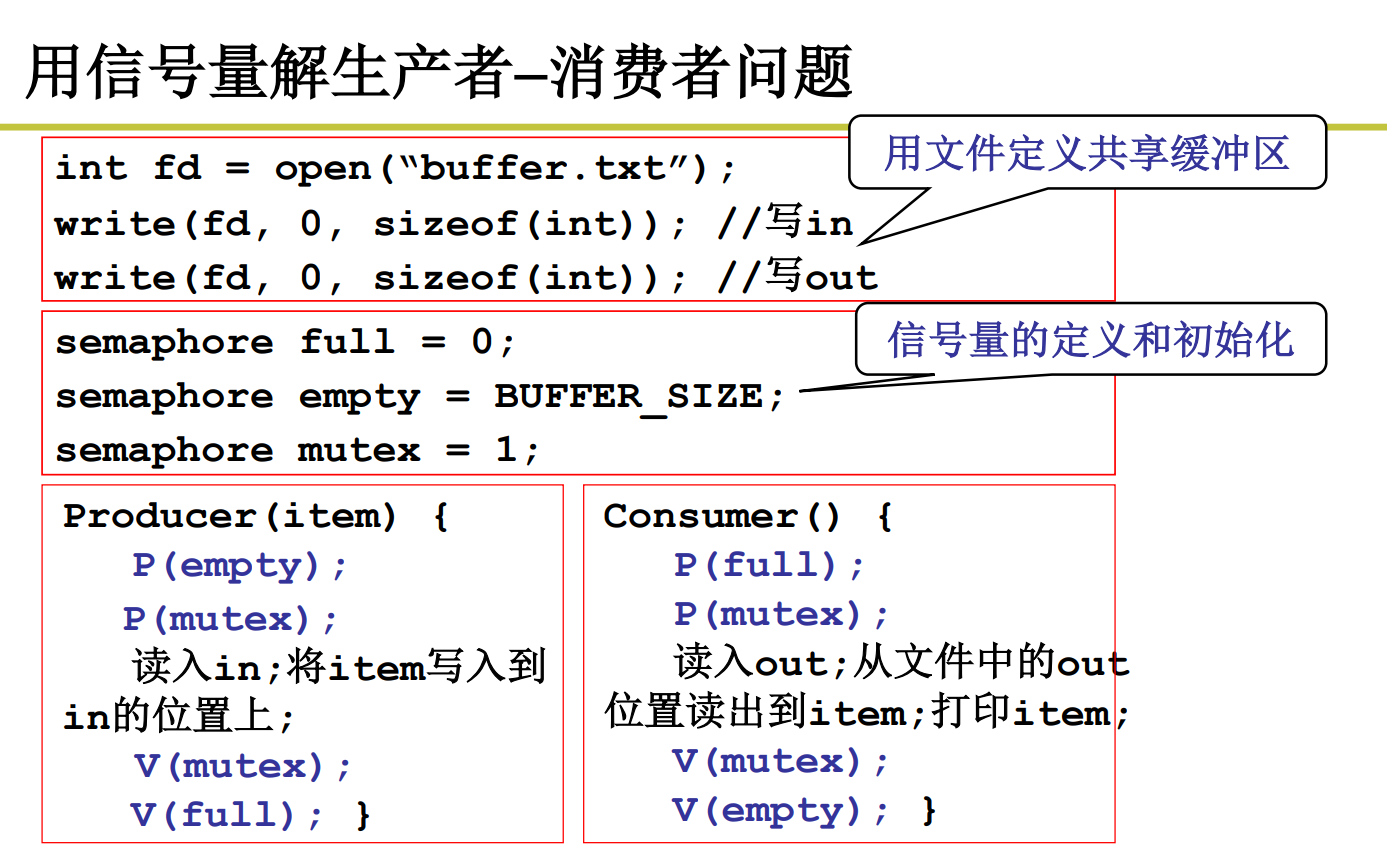 用信号量解生产者—消费者问题
用文件定义共享缓冲区
int fd = open(“buffer.txt”);
write(fd, 0, sizeof(int)); //写in
write(fd, 0, sizeof(int)); //写out
信号量的定义和初始化
semaphore full = 0;
semaphore empty = BUFFER_SIZE;
semaphore mutex = 1;
Producer(item) {
P(empty);
P(mutex);
读入in;将item写入到
in的位置上;
V(mutex);
V(full); }
Consumer() {
P(full);
P(mutex);
读入out;从文件中的out
位置读出到item;打印item;
V(mutex);
V(empty); }